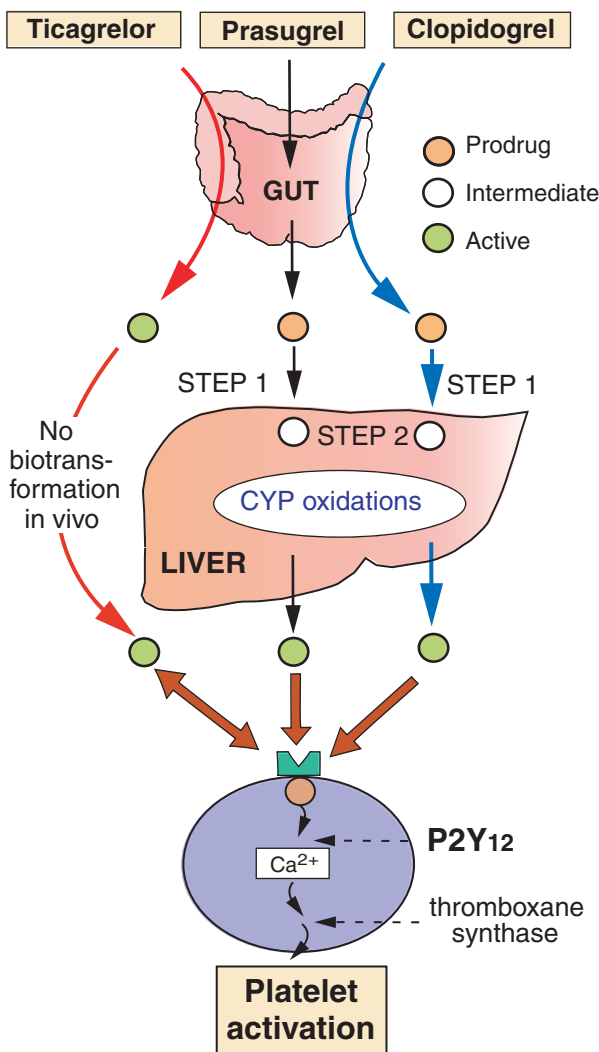 Ticagrelor
Prasugrel
Clopidogrel
Prodrug
GUT
Intermediate
Active
STEP 1
STEP 1
No
biotrans-
formation
in vivo
STEP 2
CYP oxidations
LIVER
P2Y12
Ca2+
thromboxane
synthase
Platelet
activation